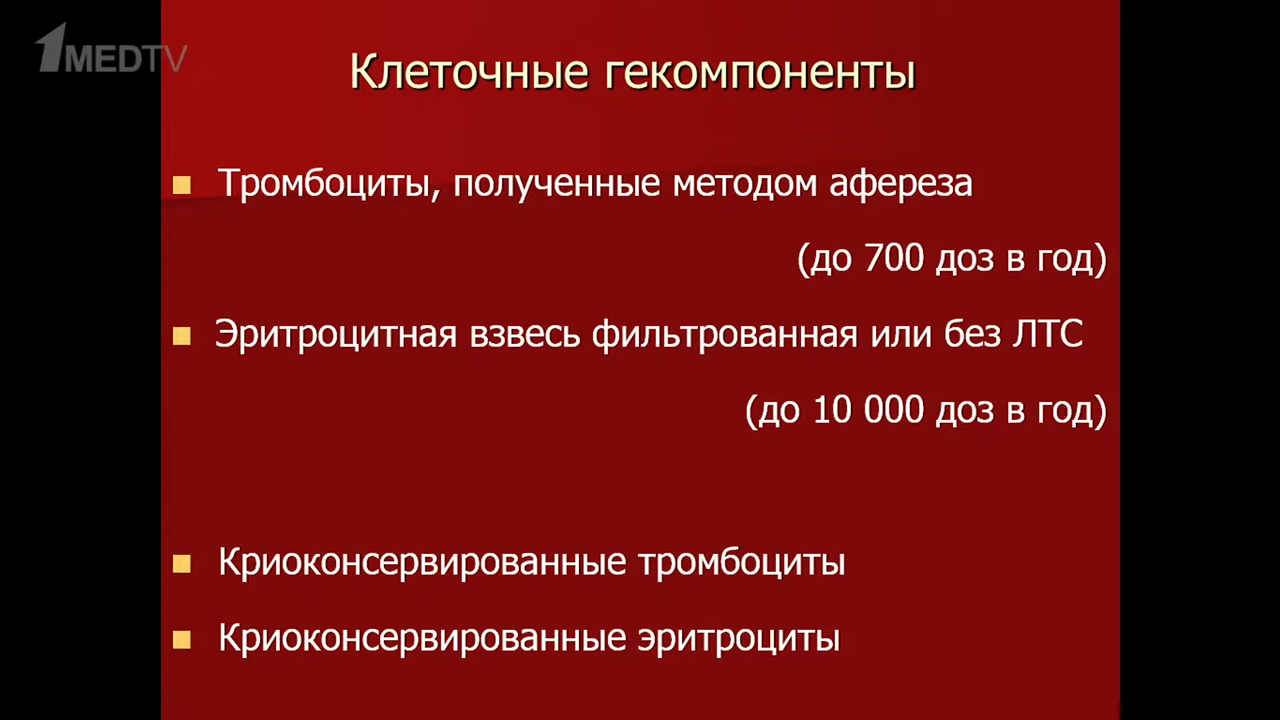 1MEDTV
Клеточные гекомпоненты
Тромбоциты, полученные методом афереза
(до 700 доз в год)
Эритроцитная взвесь фильтрованная или без ЛТС
(до 10 000 доз в год)
Криоконсервированные тромбоциты
Криоконсервированные эритроциты